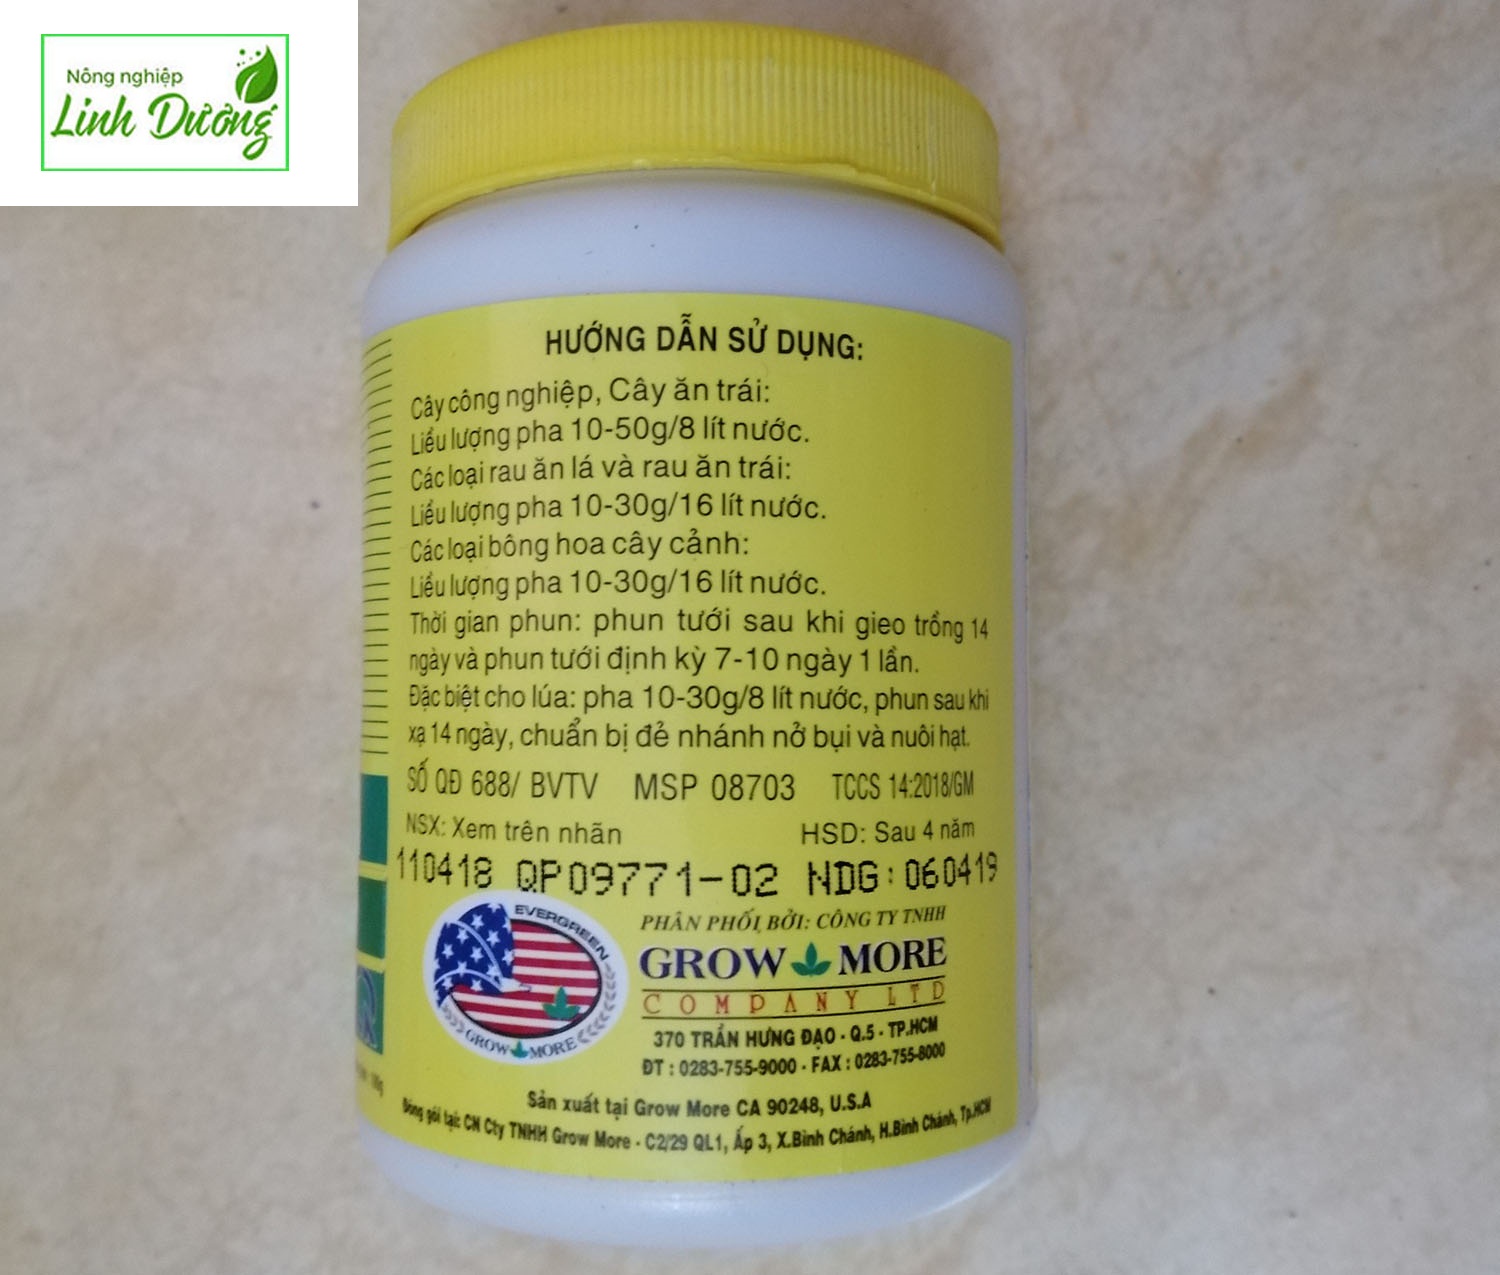 Nông nghiệp
Linh Dương
HƯỚNG DẪN SỬ DỤNG:
Cây công nghiệp, Cây ăn trái:
Liều lượng pha 10-50g/8 lít nước.
Các loại rau ăn lá và rau ăn trái:
Liều lượng pha 10-30g/16 lít nước.
Các loại bông hoa cây cảnh:
Liều lượng pha 10-30g/16 lít nước.
Thời gian phun: phun tưới sau khi gieo trồng 14
ngày và phun tưới định kỳ 7-10 ngày 1 lần.
Đặc biệt cho lúa: pha 10-30g/8 lít nước, phun sau khi
xạ 14 ngày, chuẩn bị đẻ nhánh nở bụi và nuôi hạt.
SỐ QĐ 688/ BVTV MSP 08703 TCCS 14:2018/GM
NSX: Xem trên nhãn HSD: Sau 4 năm
110418 QP09771-02 NDG: 060419
EVERGREEN
GROW MORE
PHÂN PHỐI BỞI: CÔNG TY TNHH
GROW MORE
COMPANY LTD
370 TRẦN HƯNG ĐẠO - Q.5 - TP.HCM
ĐT : 0283-755-9000 - FAX : 0283-755-8000
Sản xuất tại Grow More CA 90248, U.S.A
Đóng gói tại: CN Cty TNHH Grow More - C2/29 QL1, Ấp 3, X.Bình Chánh, H.Bình Chánh, Tp.HCM